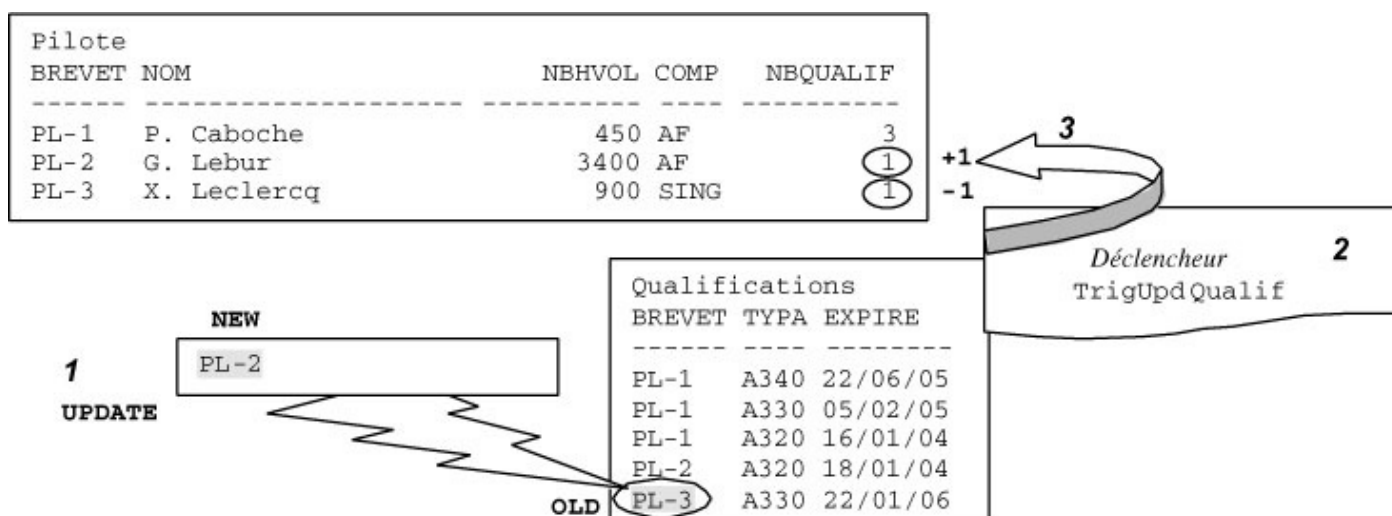 Pilote
BREVET NOM NBHVOL COMP NBQUALIF
------ -------------------- ---------- ---- ----------
PL-1 P. Caboche 450 AF 3
PL-2 G. Lebur 3400 AF 1 +1
PL-3 X. Leclercq 900 SING 1 -1
3
2
Déclencheur
TrigUpdQualif
NEW
1
PL-2
UPDATE
Qualifications
BREVET TYPA EXPIRE
------ ---- --------
PL-1 A340 22/06/05
PL-1 A330 05/02/05
PL-1 A320 16/01/04
PL-2 A320 18/01/04
OLD PL-3 A330 22/01/06